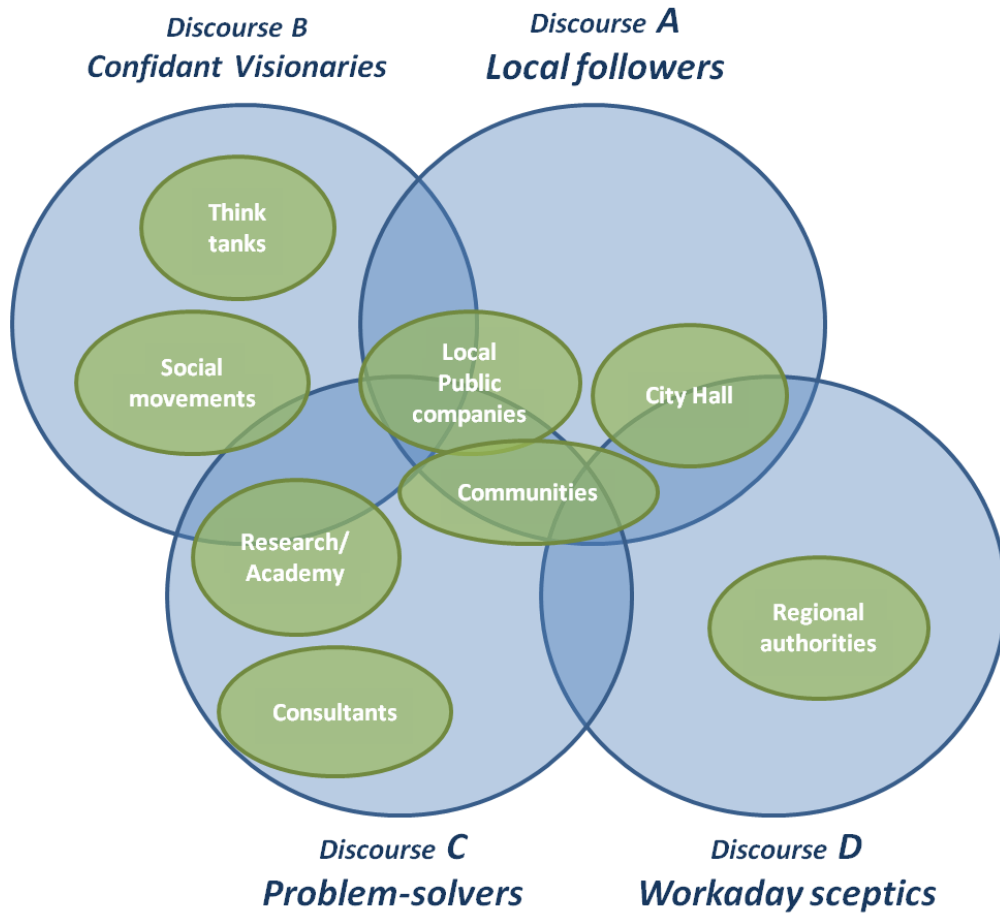 Discourse B
Confidant Visionaries
Discourse A
Local followers
Think
tanks
Social
movements
Local
Public
companies
City Hall
Communities
Research/
Academy
Regional
authorities
Consultants
Discourse C
Problem-solvers
Discourse D
Workaday sceptics